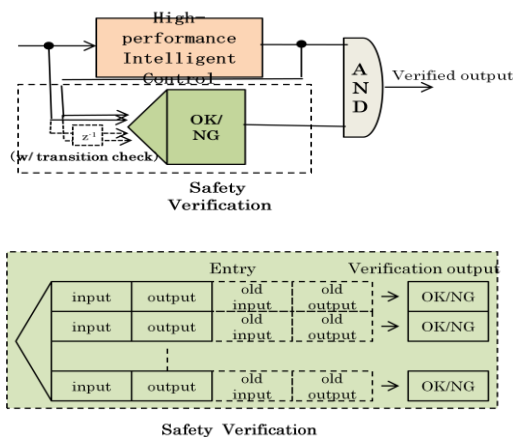 High-
performance
Intelligent
Control
AND
Verified output
OK/
NG
z-1
(w/ transition check)
Safety
Verification
Entry
Verification output
input output old input old output OK/NG
input output old input old output OK/NG
input output old input old output OK/NG
Safety Verification